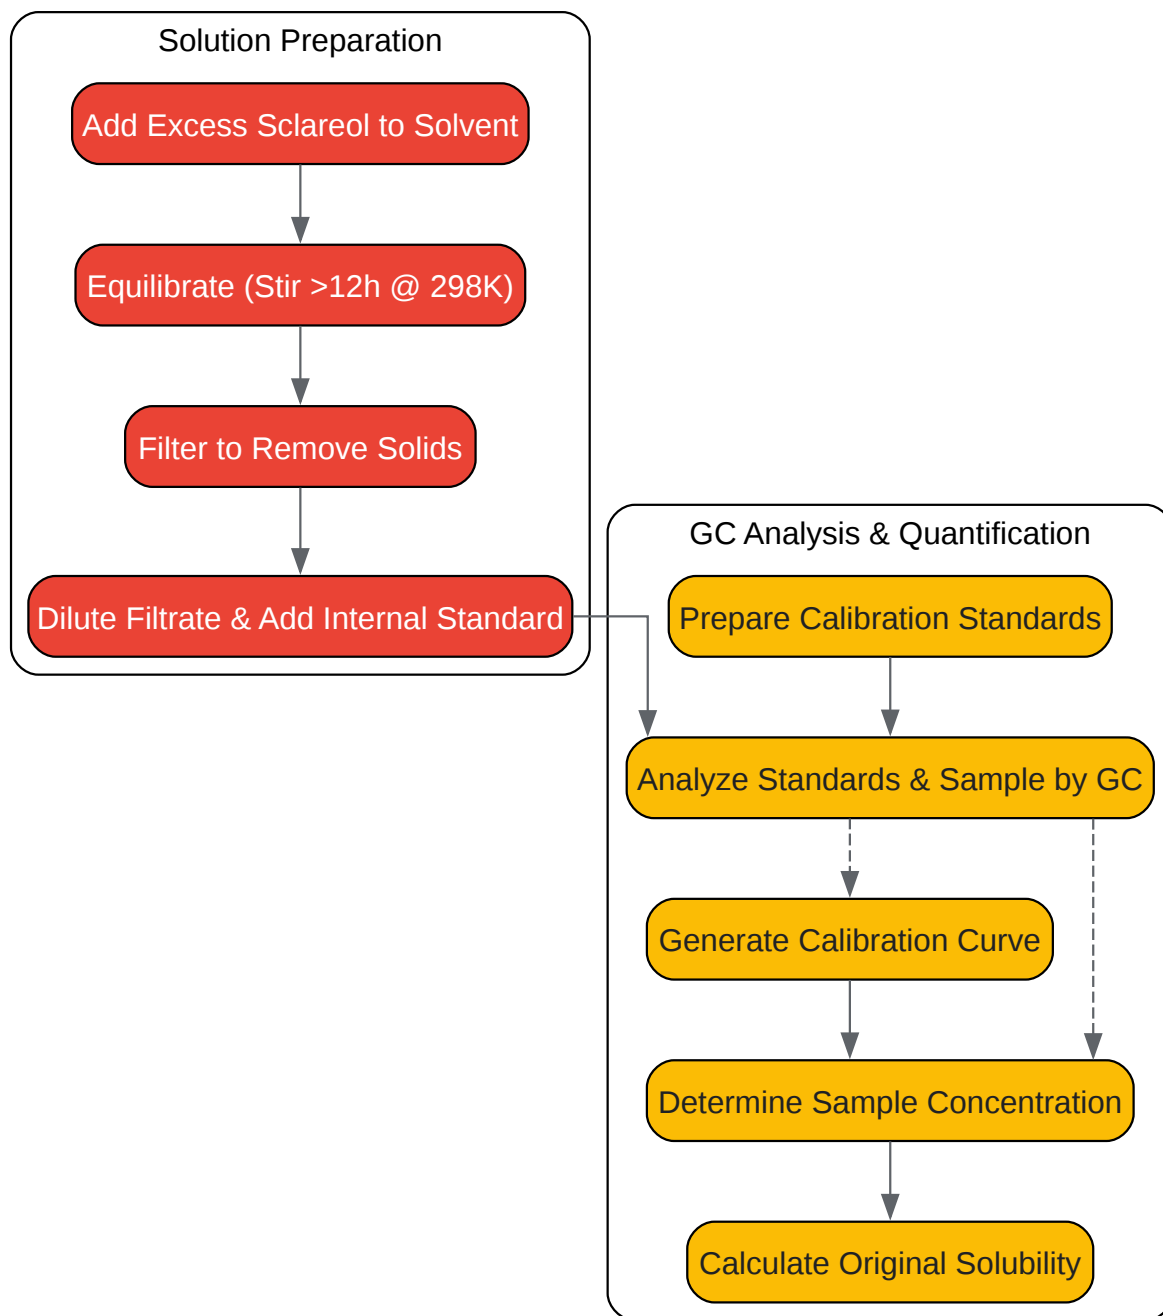 Solution Preparation
Add Excess Sclareol to Solvent
Equilibrate (Stir >12h @ 298K)
Filter to Remove Solids
Dilute Filtrate & Add Internal Standard
GC Analysis & Quantification
Prepare Calibration Standards
Analyze Standards & Sample by GC
Generate Calibration Curve
Determine Sample Concentration
Calculate Original Solubility